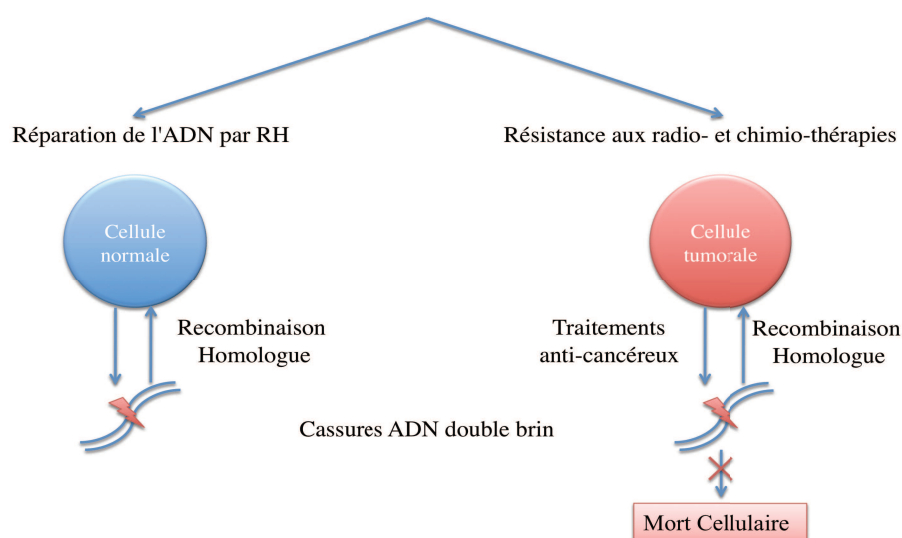 Réparation de l'ADN par RH
Résistance aux radio- et chimio-thérapies
Cellule
normale
Cellule
tumorale
Recombinaison
Homologue
Traitements
anti-cancéreux
Recombinaison
Homologue
Cassures ADN double brin
Mort Cellulaire